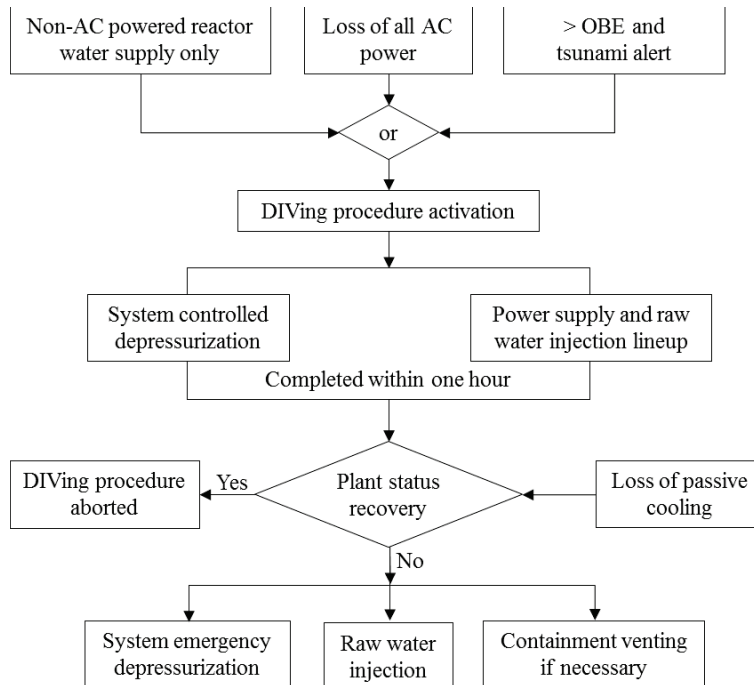 Non-AC powered reactor
water supply only
Loss of all AC
power
> OBE and
tsunami alert
or
DIVing procedure activation
System controlled
depressurization
Power supply and raw
water injection lineup
Completed within one hour
DIVing procedure
aborted
Yes
Plant status
recovery
Loss of passive
cooling
No
System emergency
depressurization
Raw water
injection
Containment venting
if necessary